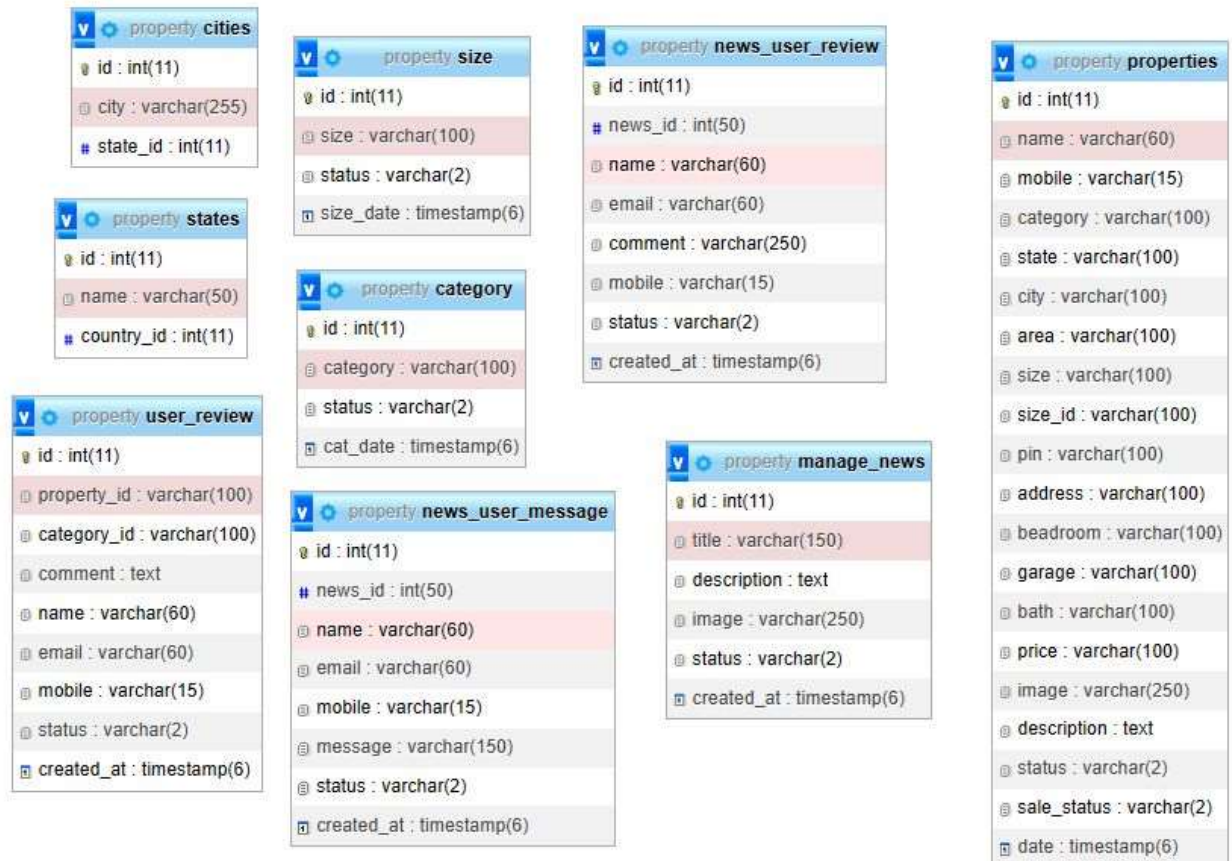 property cities
id : int(11)
city : varchar(255)
# state_id : int(11)
property states
id : int(11)
name : varchar(50)
# country_id : int(11)
property user_review
id : int(11)
property_id : varchar(100)
category_id : varchar(100)
comment : text
name : varchar(60)
email : varchar(60)
mobile : varchar(15)
status : varchar(2)
created_at : timestamp(6)
property size
id : int(11)
size : varchar(100)
status : varchar(2)
size_date : timestamp(6)
property category
id : int(11)
category : varchar(100)
status : varchar(2)
cat_date : timestamp(6)
property news_user_message
id : int(11)
# news_id : int(50)
name : varchar(60)
email : varchar(60)
mobile : varchar(15)
message : varchar(150)
status : varchar(2)
created_at : timestamp(6)
property news_user_review
id : int(11)
# news_id : int(50)
name : varchar(60)
email : varchar(60)
comment : varchar(250)
mobile : varchar(15)
status : varchar(2)
created_at : timestamp(6)
property manage_news
id : int(11)
title : varchar(150)
description : text
image : varchar(250)
status : varchar(2)
created_at : timestamp(6)
property properties
id : int(11)
name : varchar(60)
mobile : varchar(15)
category : varchar(100)
state : varchar(100)
city : varchar(100)
area : varchar(100)
size : varchar(100)
size_id : varchar(100)
pin : varchar(100)
address : varchar(100)
beadroom : varchar(100)
garage : varchar(100)
bath : varchar(100)
price : varchar(100)
image : varchar(250)
description : text
status : varchar(2)
sale_status : varchar(2)
date : timestamp(6)